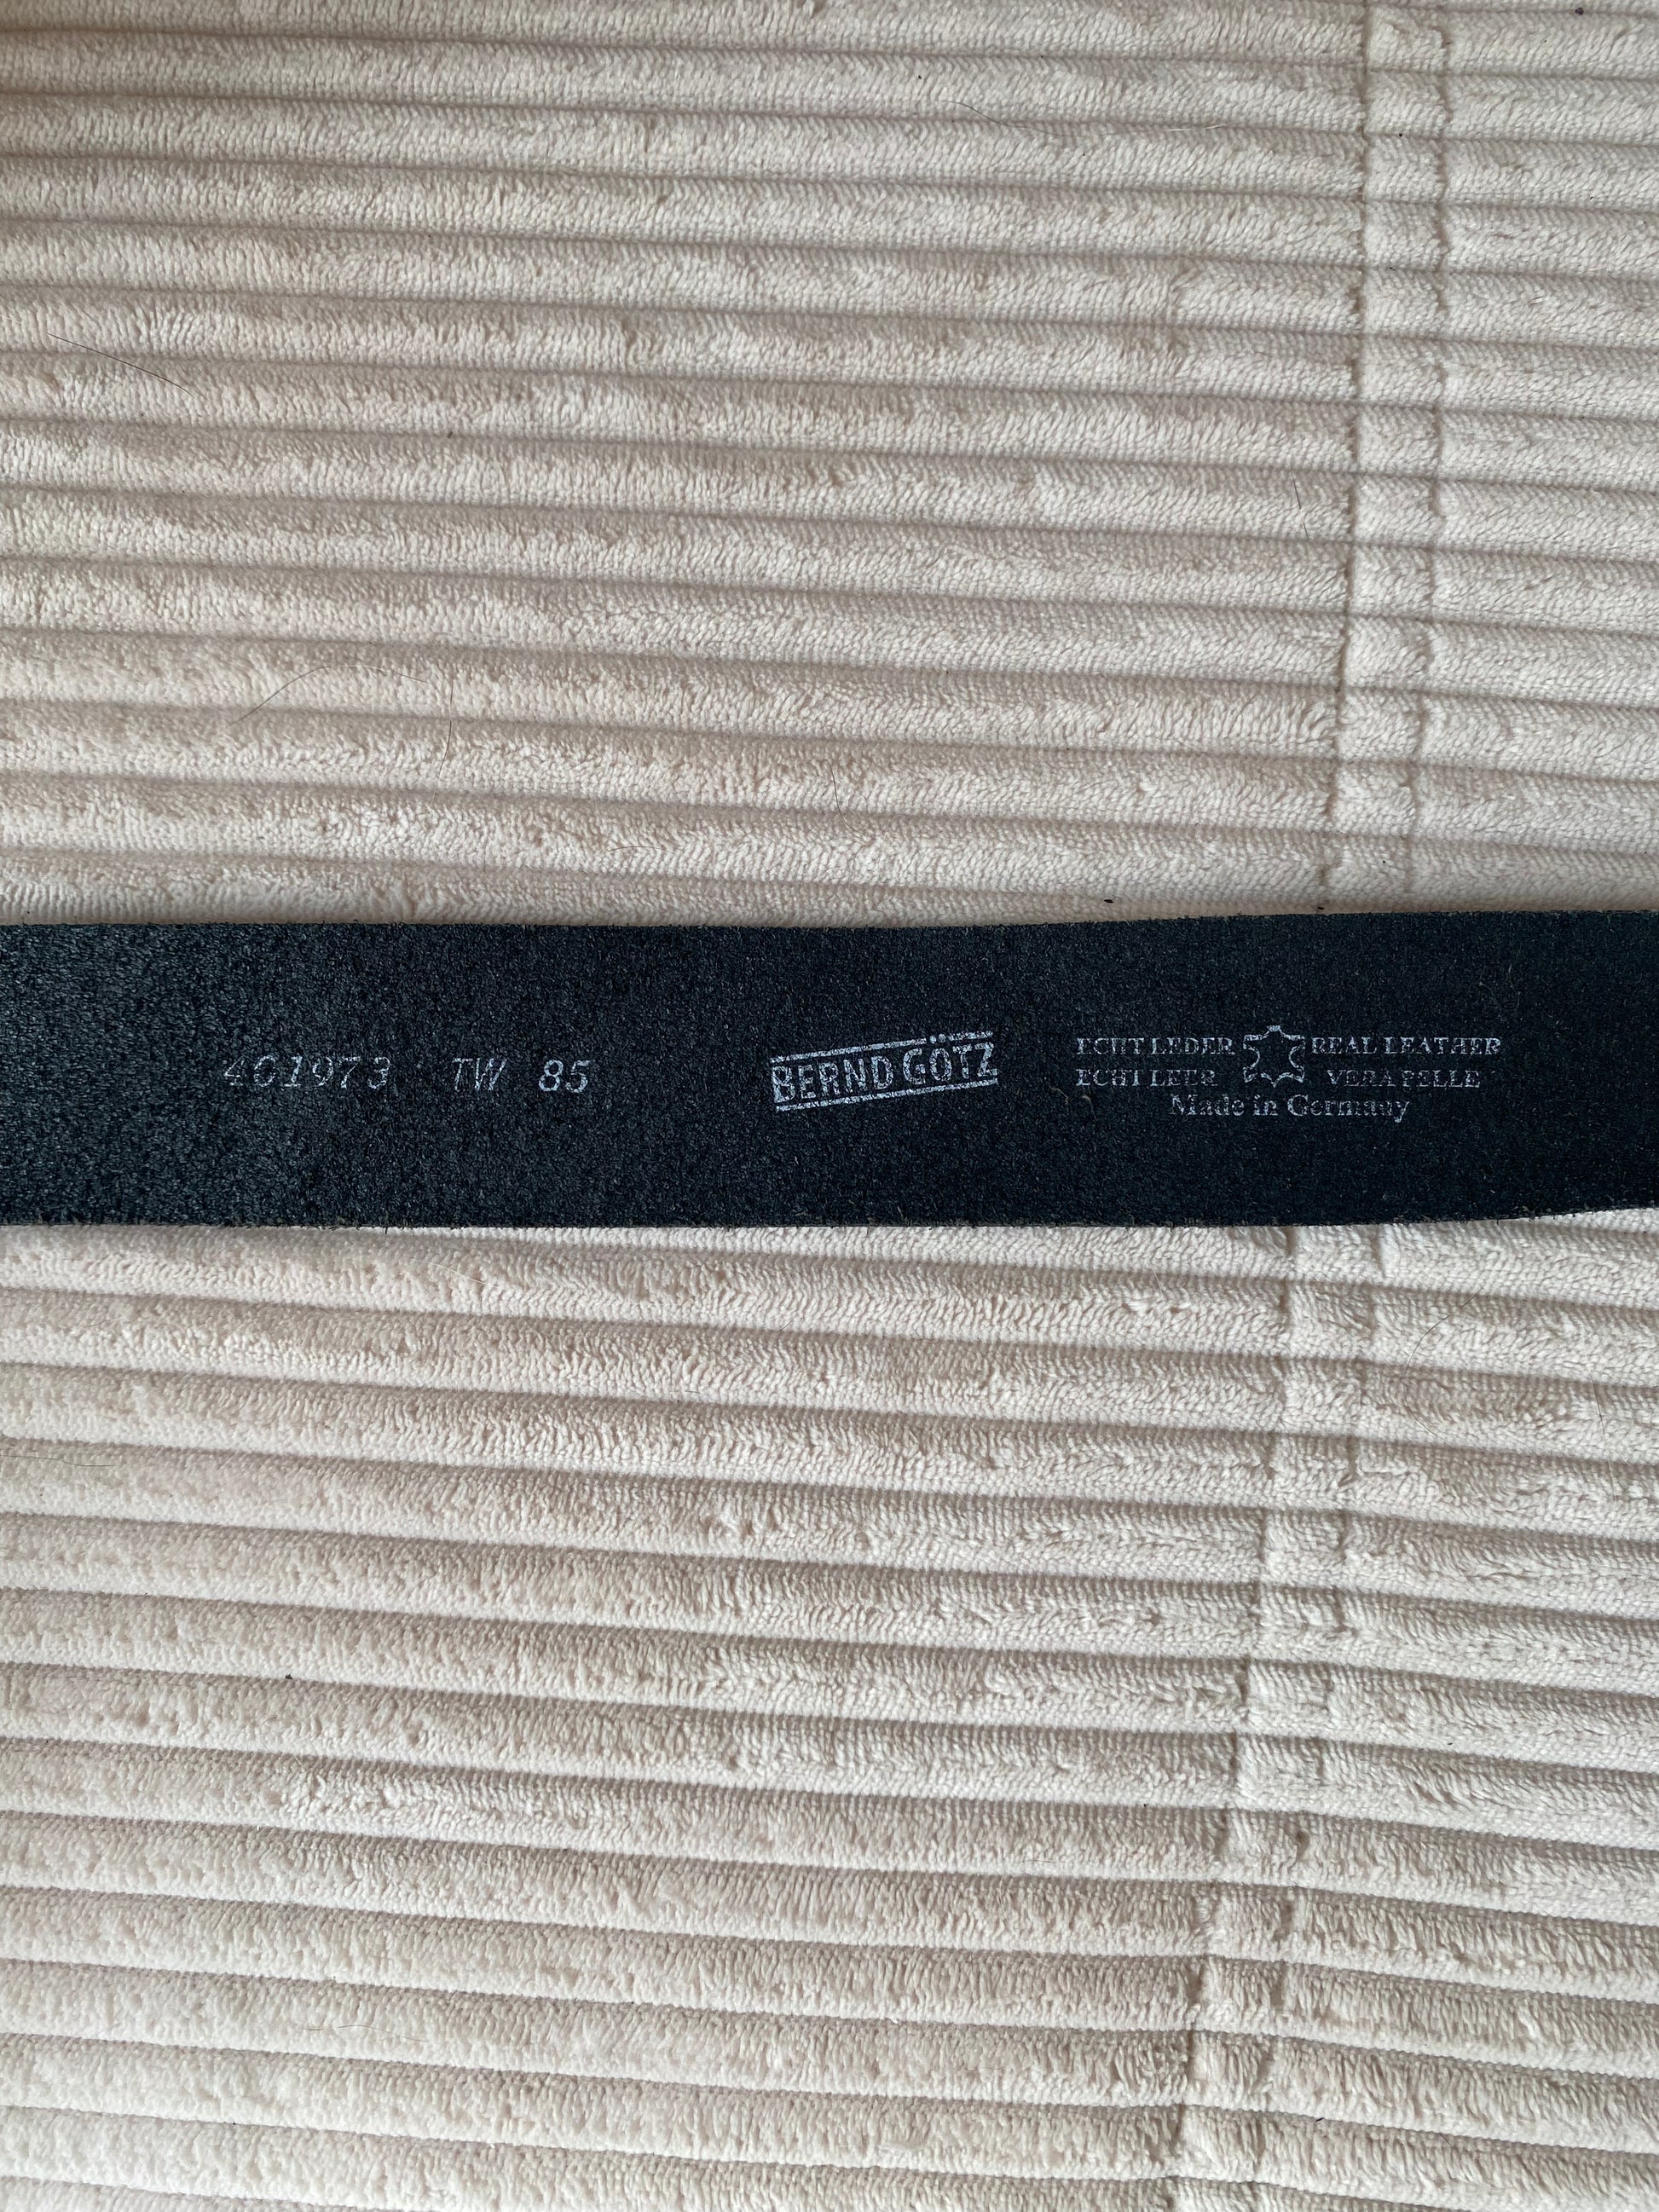 401973 TW 85
BERND GÖTZ
ECHT LEDER REAL LEATHER
ECHT LEER VERA PELLE
Made in Germany